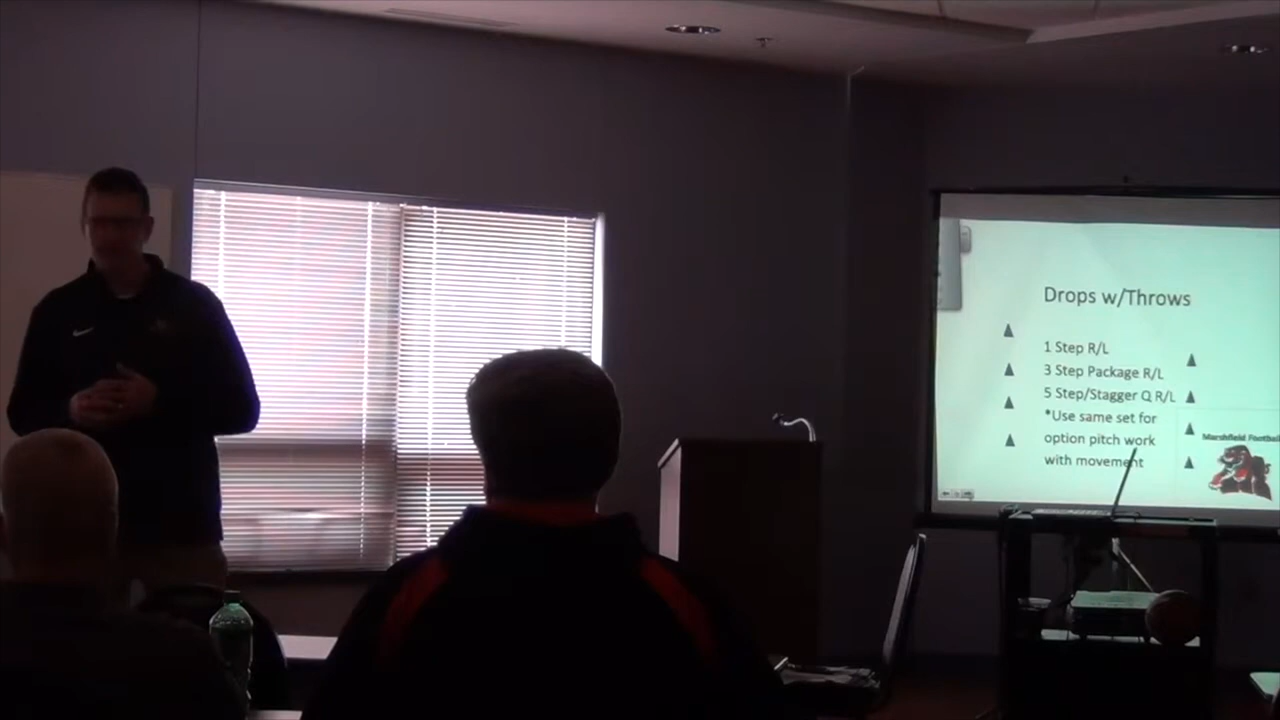 Drops w/Throws
1 Step R/L
3 Step Package R/L
5 Step/Stagger Q R/L
*Use same set for
option pitch work
with movement
Marshfield Football